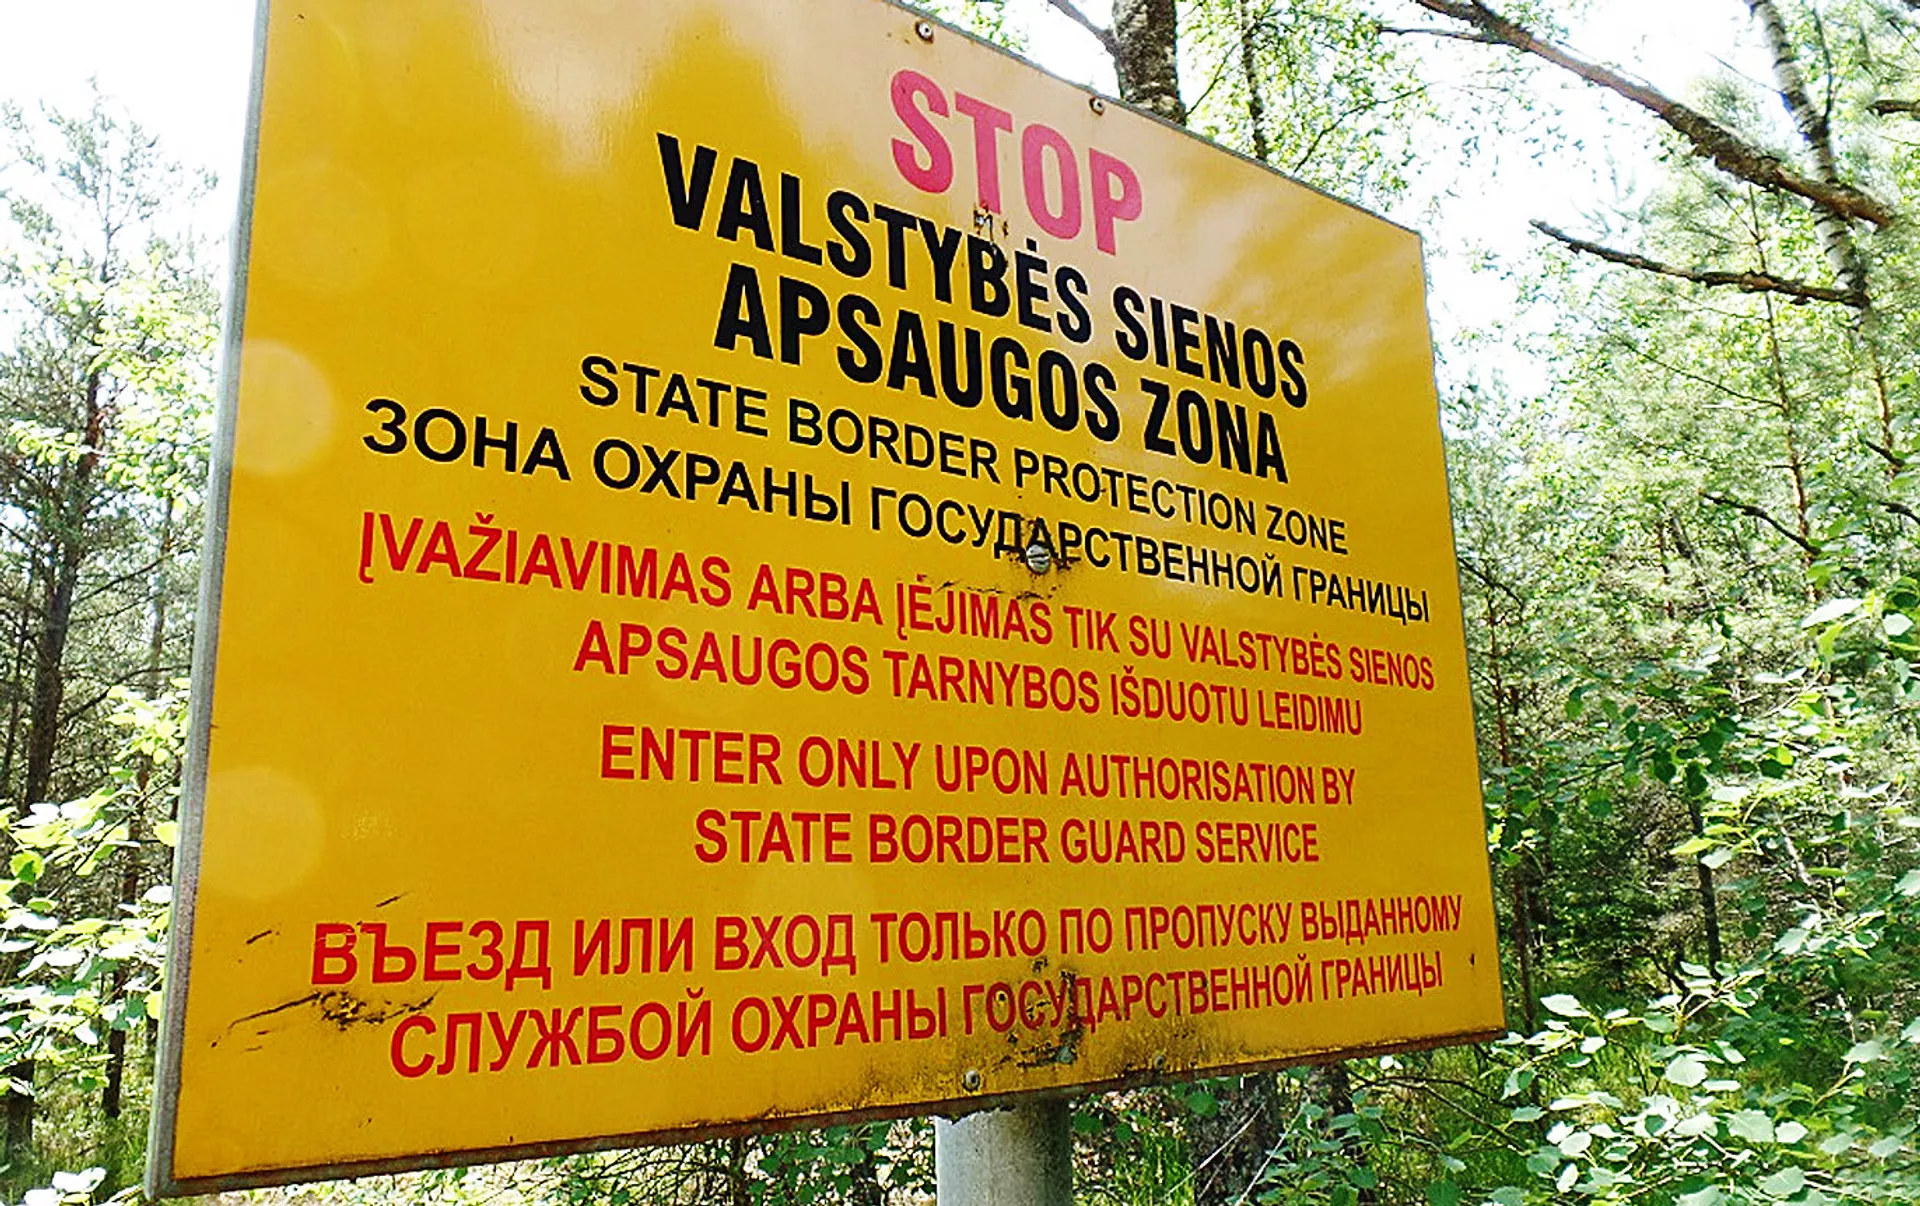 STOP
VALSTYBĖS SIENOS
APSAUGOS ZONA
STATE BORDER PROTECTION ZONE
ЗОНА ОХРАНЫ ГОСУДАРСТВЕННОЙ ГРАНИЦЫ
ĮVAŽIAVIMAS ARBA ĮĖJIMAS TIK SU VALSTYBĖS SIENOS
APSAUGOS TARNYBOS IŠDUOTU LEIDIMU
ENTER ONLY UPON AUTHORISATION BY
STATE BORDER GUARD SERVICE
ВЪЕЗД ИЛИ ВХОД ТОЛЬКО ПО ПРОПУСКУ ВЫДАННОМУ
СЛУЖБОЙ ОХРАНЫ ГОСУДАРСТВЕННОЙ ГРАНИЦЫ